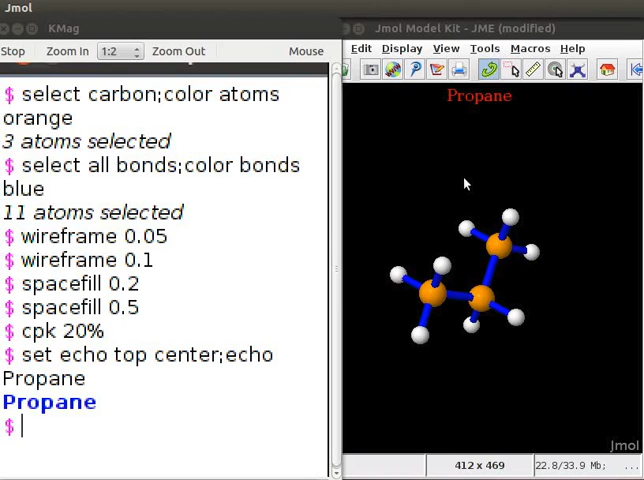 Jmol
KMag
Stop Zoom In 1:2 Zoom Out Mouse
$ select carbon;color atoms
orange
3 atoms selected
$ select all bonds;color bonds
blue
11 atoms selected
$ wireframe 0.05
$ wireframe 0.1
$ spacefill 0.2
$ spacefill 0.5
$ cpk 20%
$ set echo top center;echo
Propane
Propane
$
Jmol Model Kit - JME (modified)
Edit Display View Tools Macros Help
Propane
Jmol
412 x 469
22.8/33.9 Mb; ...